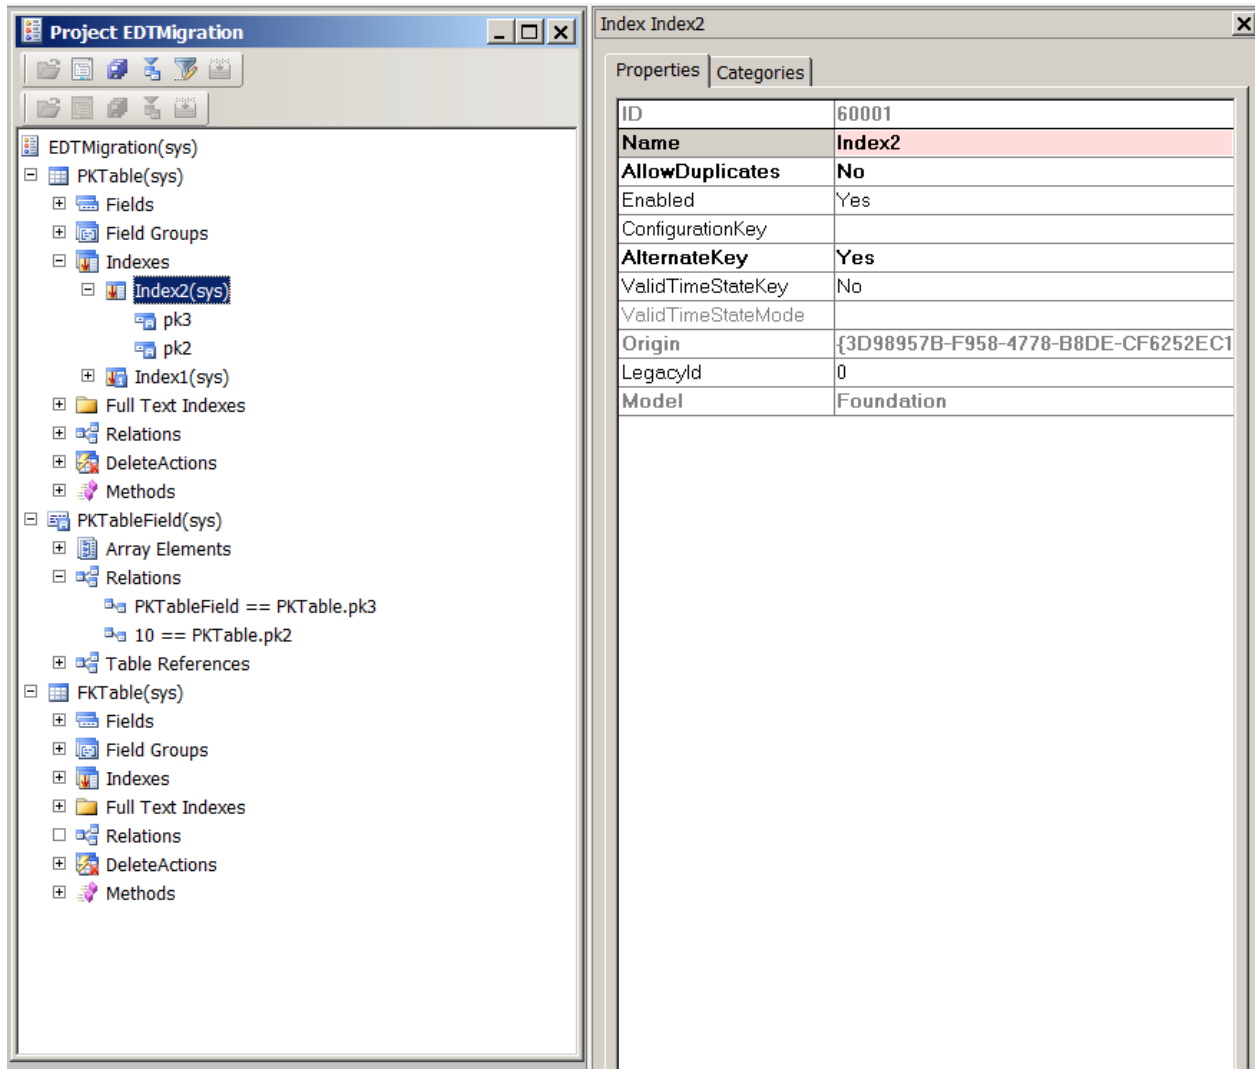 Project EDTMigration
EDTMigration(sys)
PKTable(sys)
Fields
Field Groups
Indexes
Index2(sys)
pk3
pk2
Index1(sys)
Full Text Indexes
Relations
DeleteActions
Methods
PKTableField(sys)
Array Elements
Relations
PKTableField == PKTable.pk3
10 == PKTable.pk2
Table References
FKTable(sys)
Fields
Field Groups
Indexes
Full Text Indexes
Relations
DeleteActions
Methods
Index Index2
Properties Categories
ID 60001
Name Index2
AllowDuplicates No
Enabled Yes
ConfigurationKey
AlternateKey Yes
ValidTimeStateKey No
ValidTimeStateMode
Origin {3D98957B-F958-4778-B8DE-CF6252EC1
LegacyId 0
Model Foundation